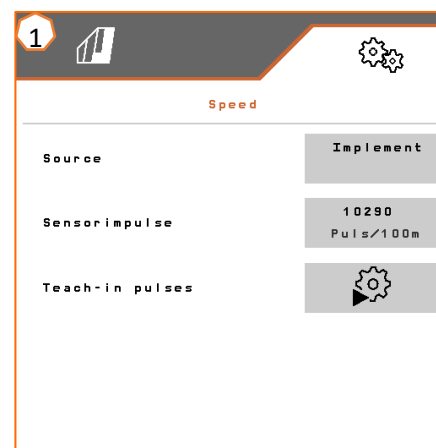 1
Speed
Source
Implement
Sensorimpulse
10290
Puls/100m
Teach-in pulses